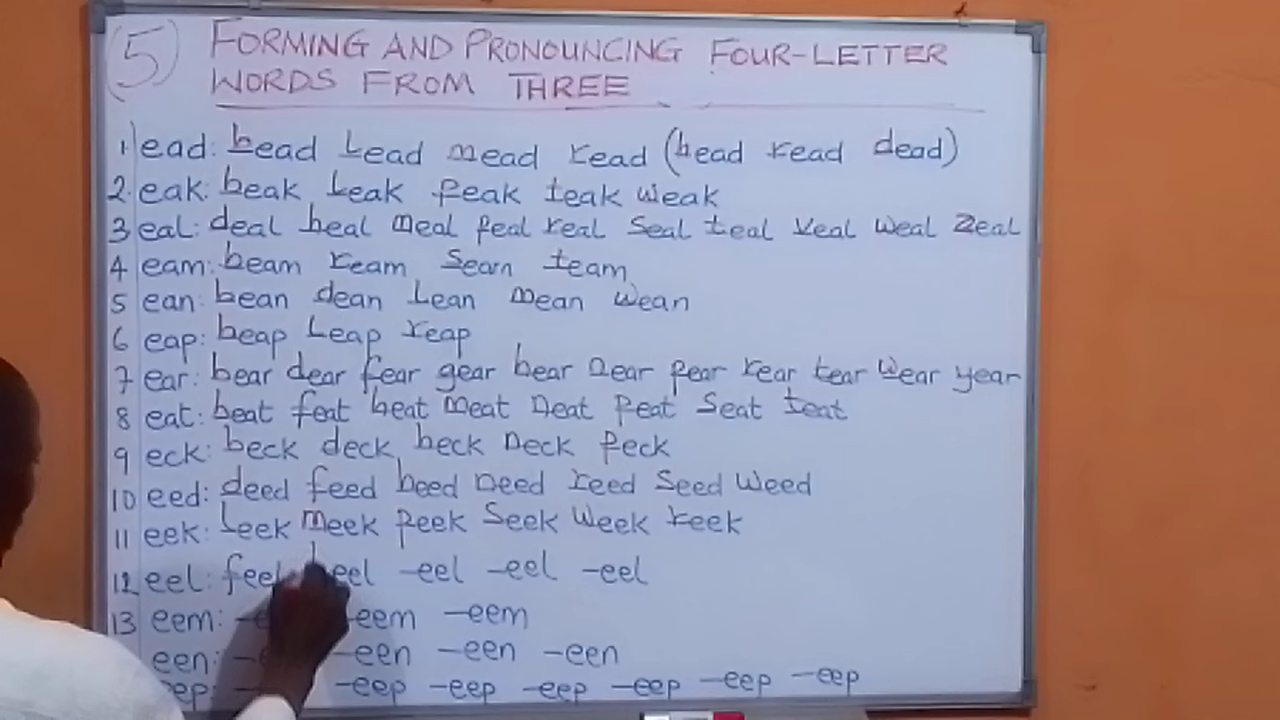 (5) FORMING AND PRONOUNCING FOUR-LETTER
WORDS FROM THREE
1 ead: bead Lead mead read (head read dead)
2 eak: beak Leak peak teak weak
3 eal: deal heal Meal peal real Seal teal veal weal Zeal
4 eam: beam ream Seam team
5 ean: bean dean Lean Mean wean
6 eap: heap Leap reap
7 ear: bear dear fear gear hear Near pear rear tear Wear year
8 eat: beat feat heat Meat Neat Peat Seat teat
9 eck: beck deck heck Neck Peck
10 eed: deed feed heed Need reed Seed Weed
11 eek: Leek Meek peek Seek Week reek
12 eel: feel heel -eel -eel -eel
13 eem: -eem -eem
een: -een -een -een
-eep -eep -eep -eep -eep -eep